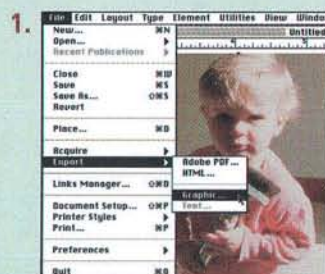 1.
File Edit Layout Type Element Utilities View Window
Untitled
New... ⌘N
Open...
Recent Publications
Close ⌘W
Save ⌘S
Save As... ⇧⌘S
Revert
Place... ⌘D
Acquire
Export
Adobe PDF...
HTML...
Graphic...
Text...
Links Manager... ⇧⌘D
Document Setup... ⇧⌘P
Printer Styles
Print... ⌘P
Preferences
Quit ⌘Q